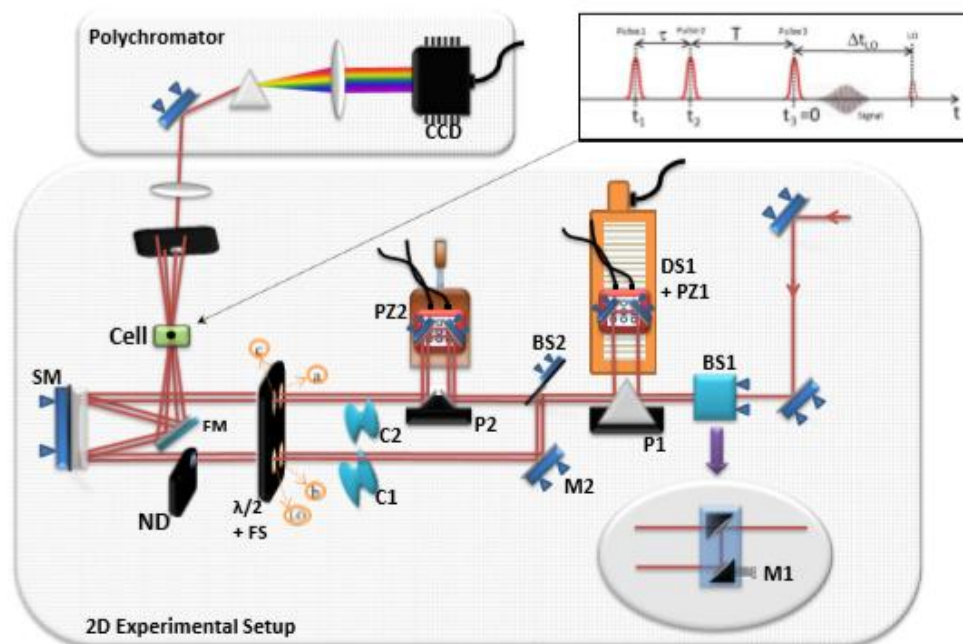 Polychromator
CCD
Pulse1
τ
Pulse2
T
Pulse3
Δt_LO
LO
t₁
t₂
t₃ =0
Signal
t
DS1
+ PZ1
PZ2
BS2
BS1
Cell
SM
c
a
FM
P2
P1
C2
C1
M2
ND
b
LO
λ/2
+ FS
M1
2D Experimental Setup